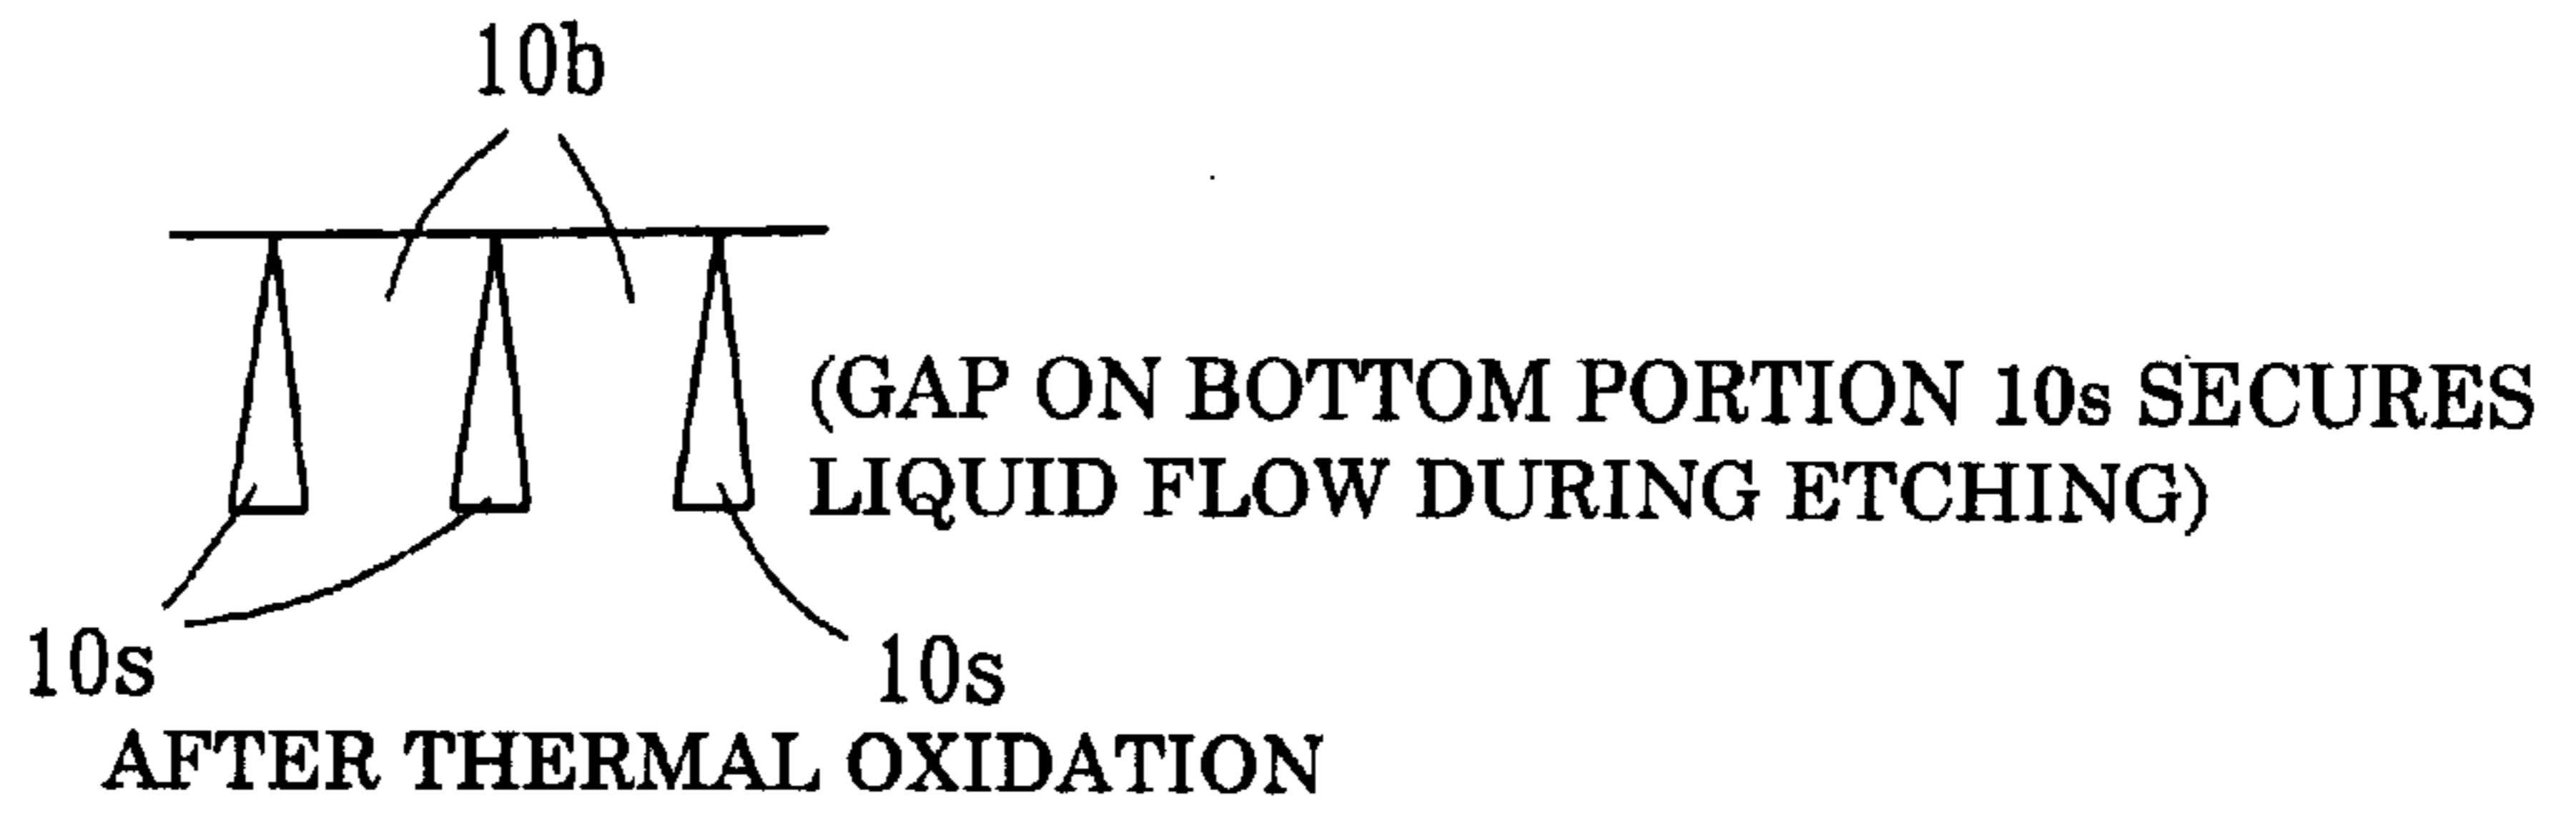 10b
(GAP ON BOTTOM PORTION 10s SECURES
LIQUID FLOW DURING ETCHING)
10s
10s
AFTER THERMAL OXIDATION